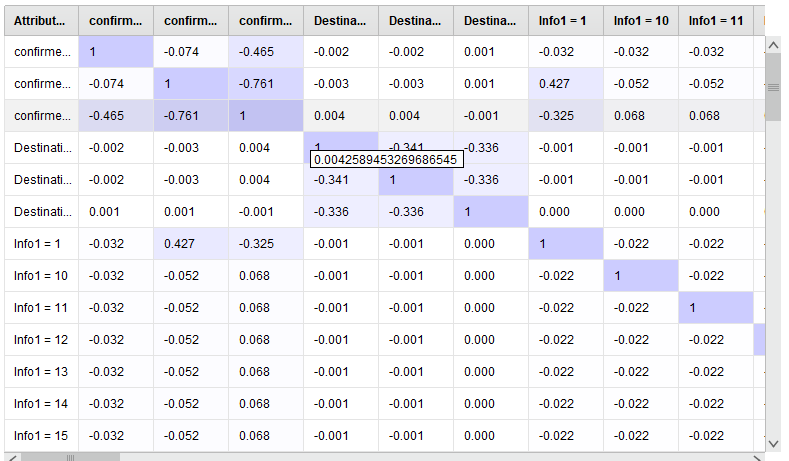 Attribut... confirm... confirm... confirm... Destina... Destina... Destina... Info1 = 1 Info1 = 10 Info1 = 11
confirme... 1 -0.074 -0.465 -0.002 -0.002 0.001 -0.032 -0.032 -0.032
confirme... -0.074 1 -0.761 -0.003 -0.003 0.001 0.427 -0.052 -0.052
confirme... -0.465 -0.761 1 0.004 0.004 -0.001 -0.325 0.068 0.068
Destinati... -0.002 -0.003 0.004 1 -0.341 -0.336 -0.001 -0.001 -0.001
0.0042589453269686545
Destinati... -0.002 -0.003 0.004 -0.341 1 -0.336 -0.001 -0.001 -0.001
Destinati... 0.001 0.001 -0.001 -0.336 -0.336 1 0.000 0.000 0.000
Info1 = 1 -0.032 0.427 -0.325 -0.001 -0.001 0.000 1 -0.022 -0.022
Info1 = 10 -0.032 -0.052 0.068 -0.001 -0.001 0.000 -0.022 1 -0.022
Info1 = 11 -0.032 -0.052 0.068 -0.001 -0.001 0.000 -0.022 -0.022 1
Info1 = 12 -0.032 -0.052 0.068 -0.001 -0.001 0.000 -0.022 -0.022 -0.022
Info1 = 13 -0.032 -0.052 0.068 -0.001 -0.001 0.000 -0.022 -0.022 -0.022
Info1 = 14 -0.032 -0.052 0.068 -0.001 -0.001 0.000 -0.022 -0.022 -0.022
Info1 = 15 -0.032 -0.052 0.068 -0.001 -0.001 0.000 -0.022 -0.022 -0.022